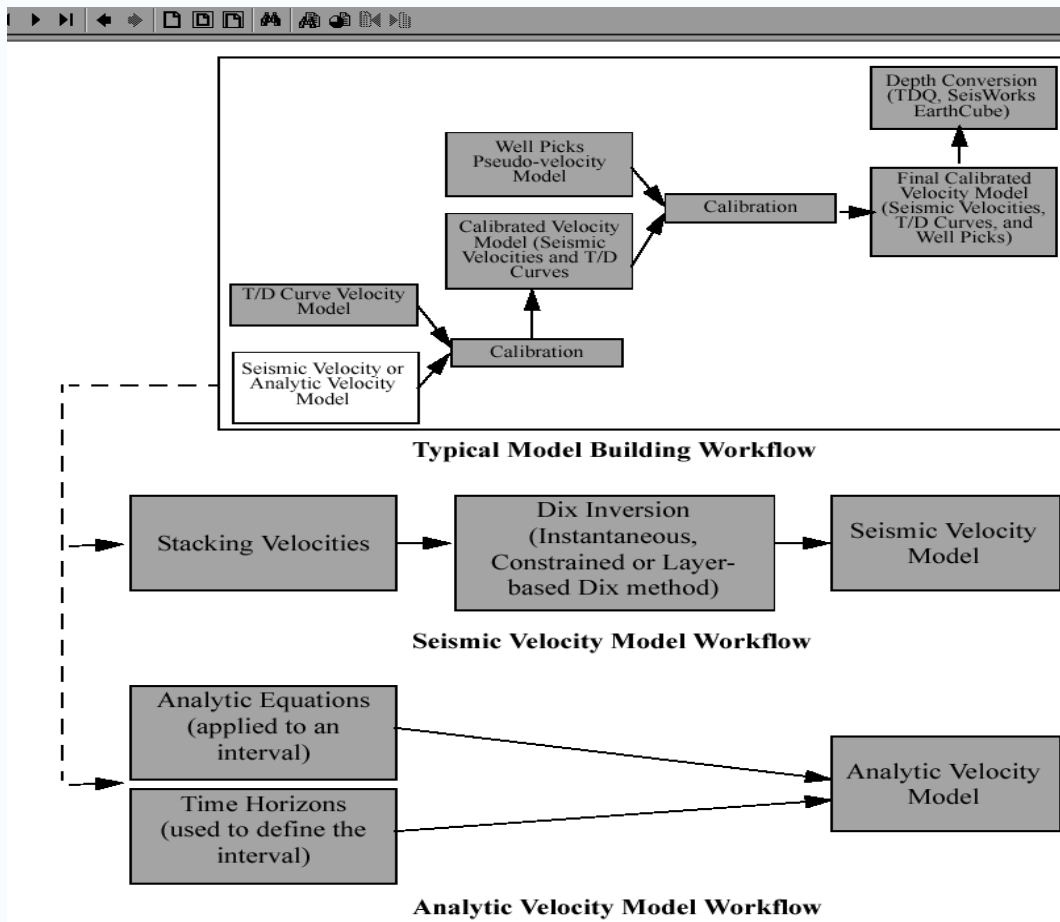 Depth Conversion
(TDQ, SeisWorks
EarthCube)
Well Picks
Pseudo-velocity
Model
Calibration
Final Calibrated
Velocity Model
(Seismic Velocities,
T/D Curves, and
Well Picks)
Calibrated Velocity
Model (Seismic
Velocities and T/D
Curves
T/D Curve Velocity
Model
Calibration
Seismic Velocity or
Analytic Velocity
Model
Typical Model Building Workflow
Stacking Velocities
Dix Inversion
(Instantaneous,
Constrained or Layer-
based Dix method)
Seismic Velocity
Model
Seismic Velocity Model Workflow
Analytic Equations
(applied to an
interval)
Time Horizons
(used to define the
interval)
Analytic Velocity
Model
Analytic Velocity Model Workflow